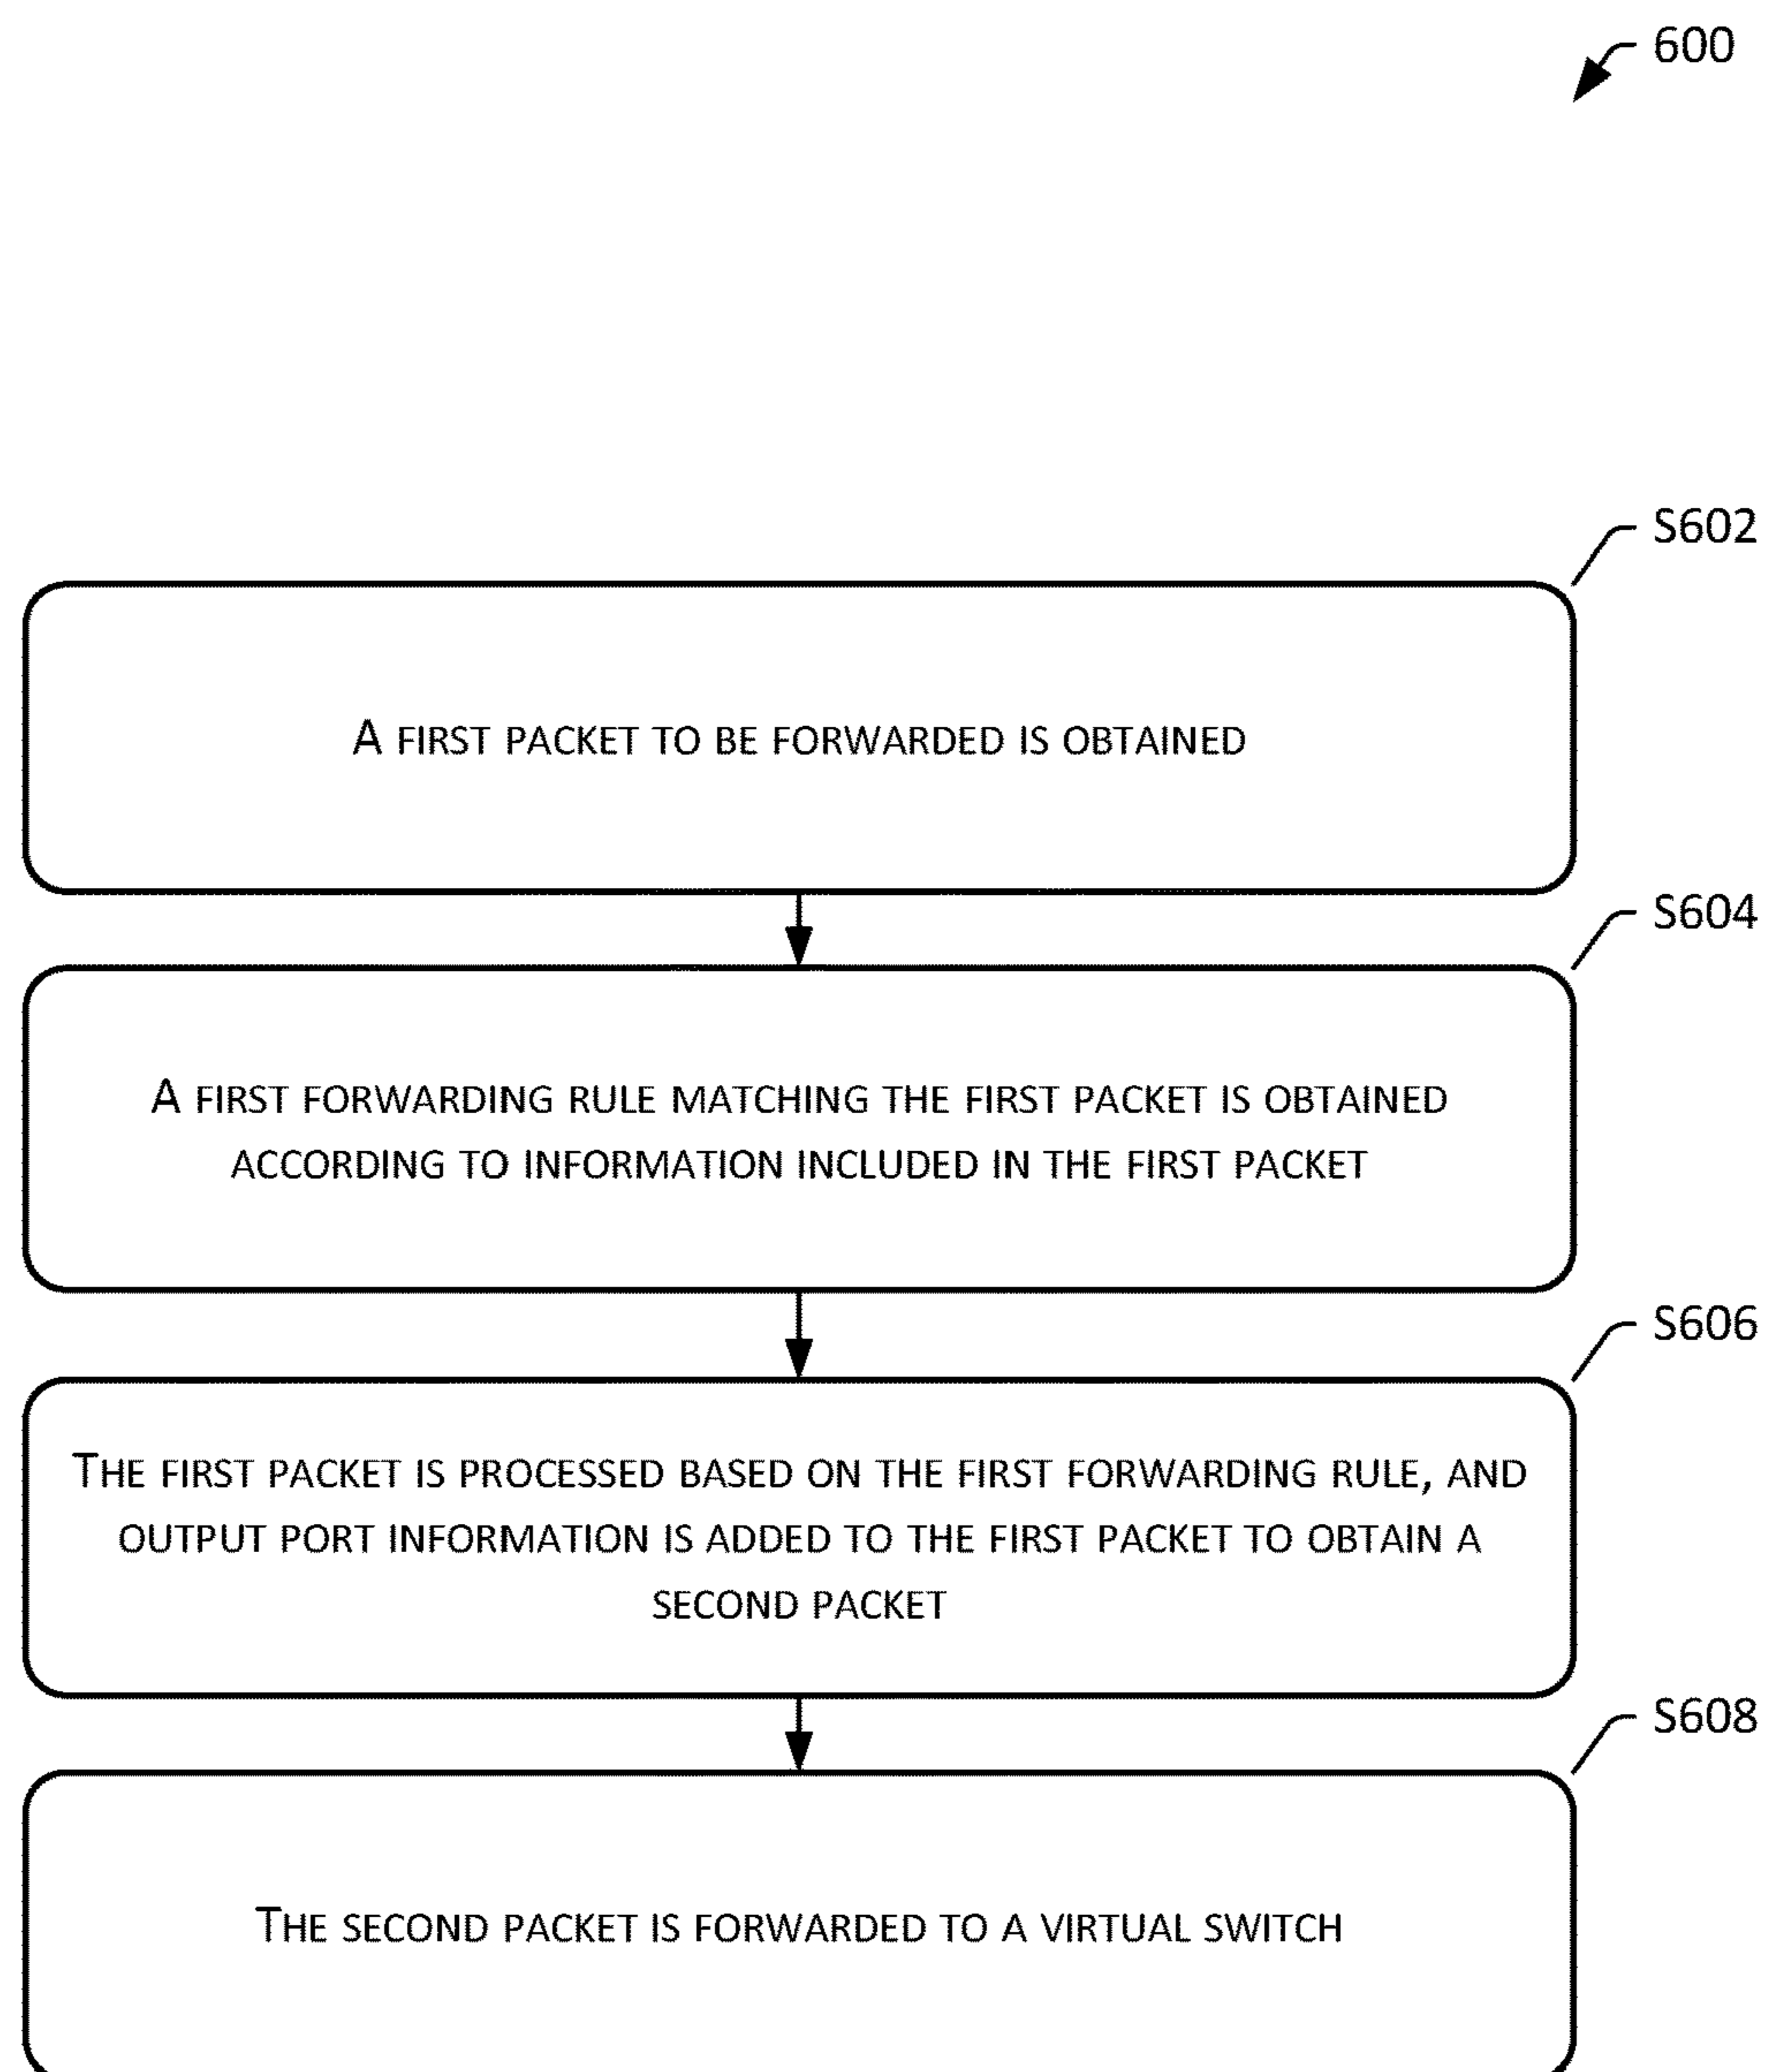 600
S602
A FIRST PACKET TO BE FORWARDED IS OBTAINED
S604
A FIRST FORWARDING RULE MATCHING THE FIRST PACKET IS OBTAINED
ACCORDING TO INFORMATION INCLUDED IN THE FIRST PACKET
S606
THE FIRST PACKET IS PROCESSED BASED ON THE FIRST FORWARDING RULE, AND
OUTPUT PORT INFORMATION IS ADDED TO THE FIRST PACKET TO OBTAIN A
SECOND PACKET
S608
THE SECOND PACKET IS FORWARDED TO A VIRTUAL SWITCH